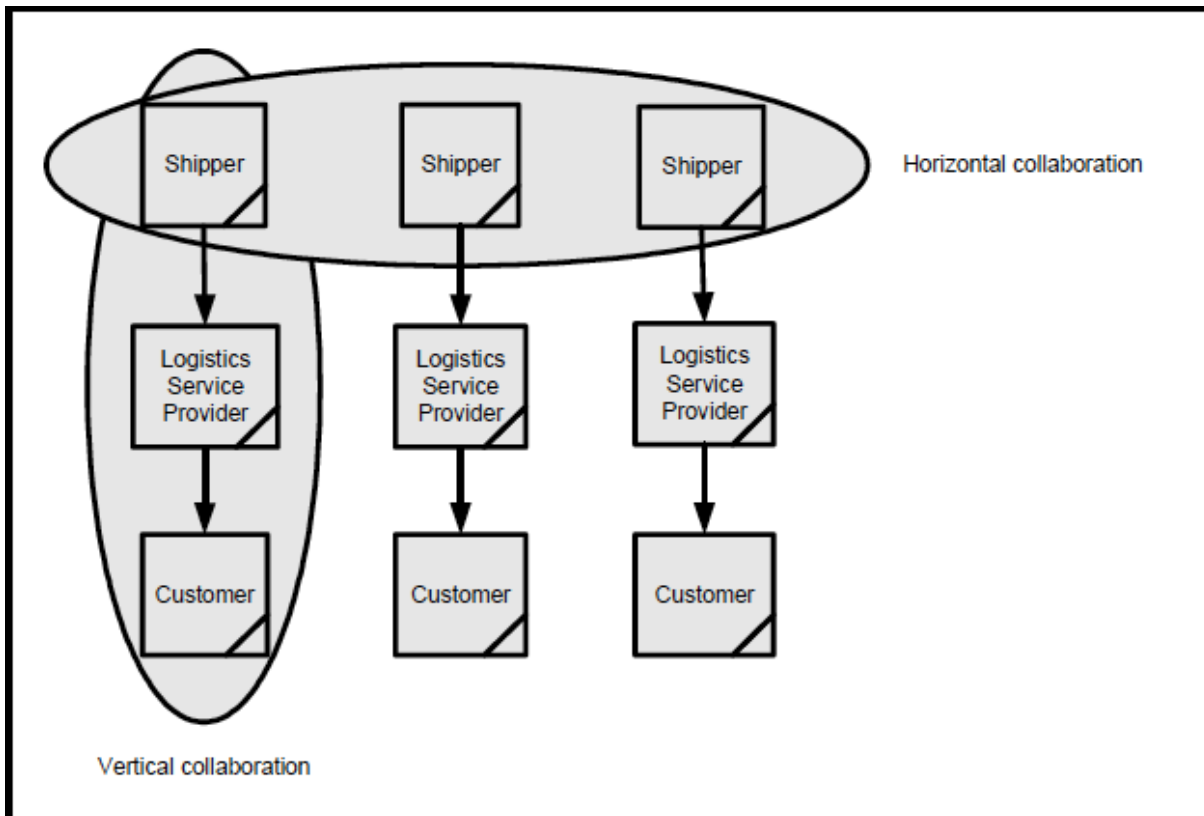 Shipper
Shipper
Shipper
Horizontal collaboration
Logistics
Service
Provider
Logistics
Service
Provider
Logistics
Service
Provider
Customer
Customer
Customer
Vertical collaboration